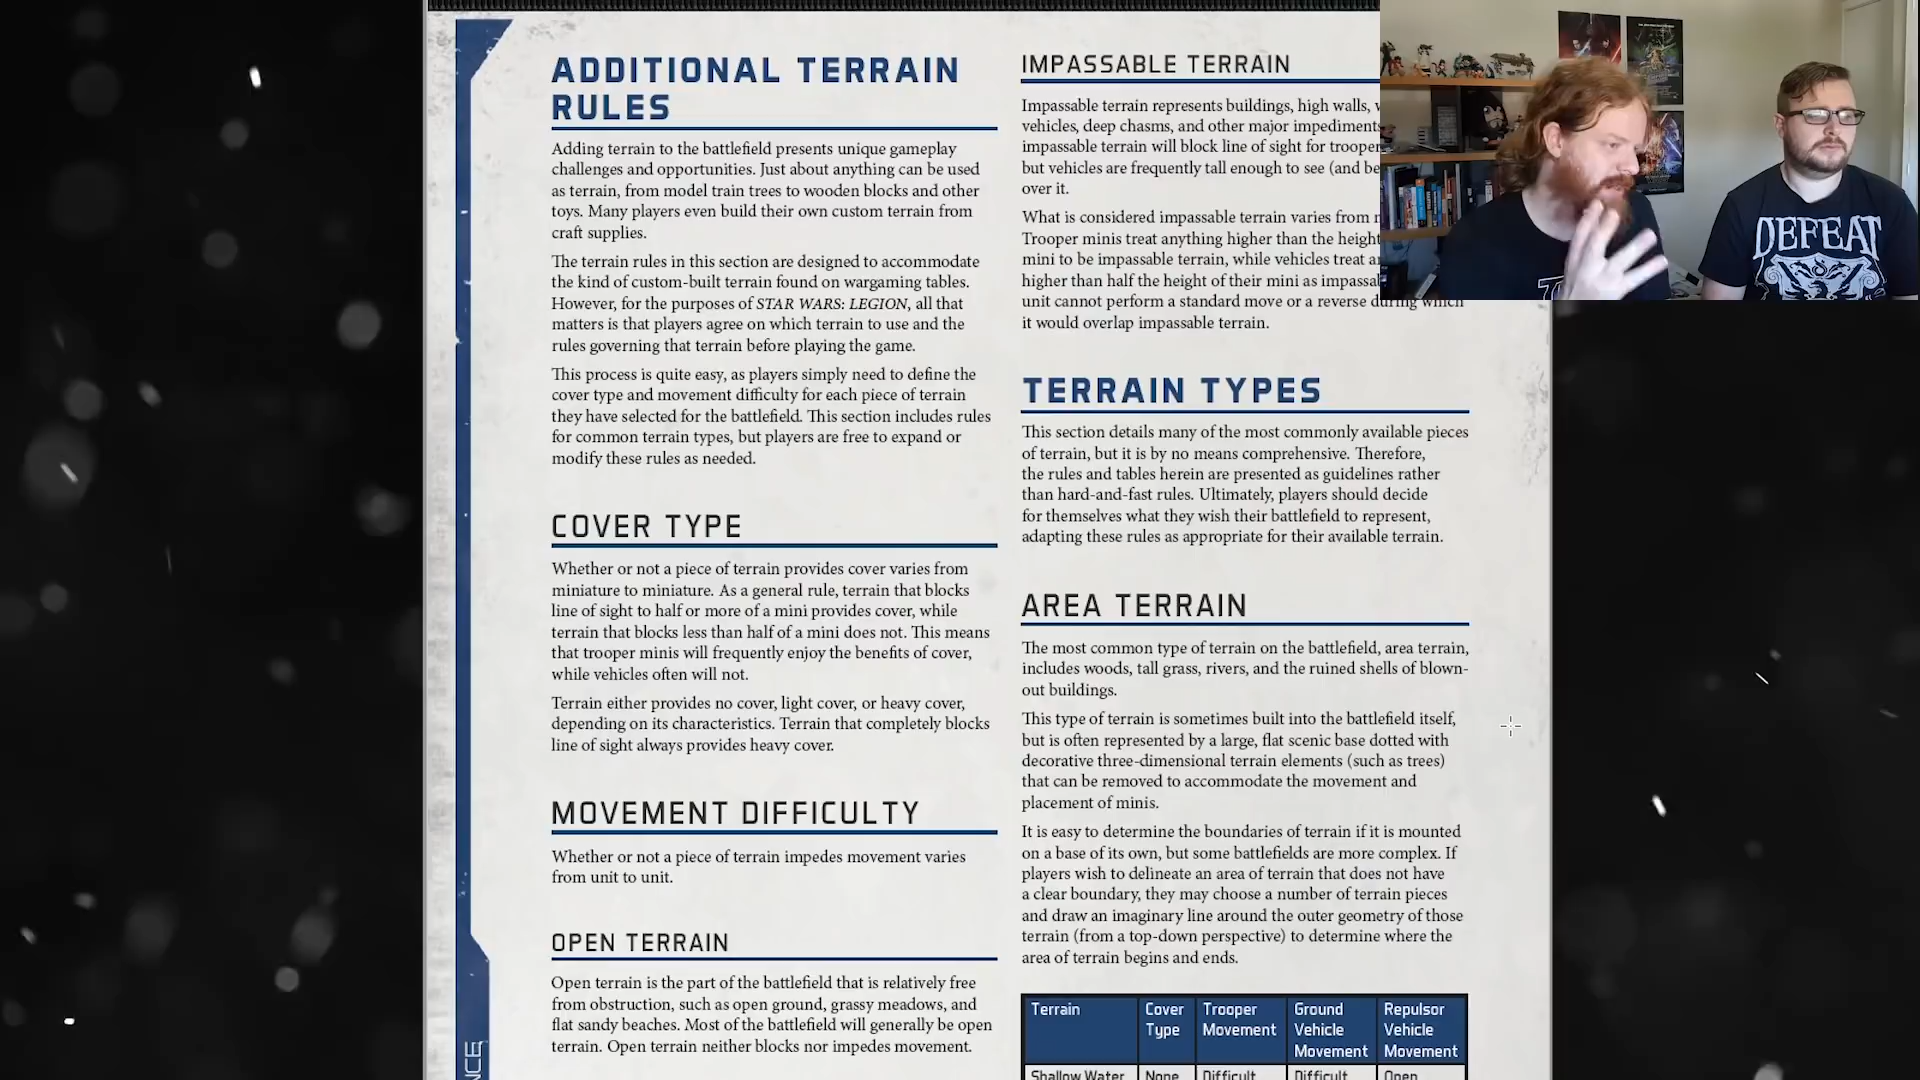 ADDITIONAL TERRAIN
RULES
Adding terrain to the battlefield presents unique gameplay
challenges and opportunities. Just about anything can be used
as terrain, from model train trees to wooden blocks and other
toys. Many players even build their own custom terrain from
craft supplies.
The terrain rules in this section are designed to accommodate
the kind of custom-built terrain found on wargaming tables.
However, for the purposes of STAR WARS: LEGION, all that
matters is that players agree on which terrain to use and the
rules governing that terrain before playing the game.
This process is quite easy, as players simply need to define the
cover type and movement difficulty for each piece of terrain
they have selected for the battlefield. This section includes rules
for common terrain types, but players are free to expand or
modify these rules as needed.
COVER TYPE
Whether or not a piece of terrain provides cover varies from
miniature to miniature. As a general rule, terrain that blocks
line of sight to half or more of a mini provides cover, while
terrain that blocks less than half of a mini does not. This means
that trooper minis will frequently enjoy the benefits of cover,
while vehicles often will not.
Terrain either provides no cover, light cover, or heavy cover,
depending on its characteristics. Terrain that completely blocks
line of sight always provides heavy cover.
MOVEMENT DIFFICULTY
Whether or not a piece of terrain impedes movement varies
from unit to unit.
OPEN TERRAIN
Open terrain is the part of the battlefield that is relatively free
from obstruction, such as open ground, grassy meadows, and
flat sandy beaches. Most of the battlefield will generally be open
terrain. Open terrain neither blocks nor impedes movement.
IMPASSABLE TERRAIN
Impassable terrain represents buildings, high walls,
vehicles, deep chasms, and other major impediments
impassable terrain will block line of sight for trooper
but vehicles are frequently tall enough to see (and be
over it.
What is considered impassable terrain varies from
Trooper minis treat anything higher than the height
mini to be impassable terrain, while vehicles treat
higher than half the height of their mini as
unit cannot perform a standard move or a reverse during which
it would overlap impassable terrain.
TERRAIN TYPES
This section details many of the most commonly available pieces
of terrain, but it is by no means comprehensive. Therefore,
the rules and tables herein are presented as guidelines rather
than hard-and-fast rules. Ultimately, players should decide
for themselves what they wish their battlefield to represent,
adapting these rules as appropriate for their available terrain.
AREA TERRAIN
The most common type of terrain on the battlefield, area terrain,
includes woods, tall grass, rivers, and the ruined shells of blown-
out buildings.
This type of terrain is sometimes built into the battlefield itself,
but is often represented by a large, flat scenic base dotted with
decorative three-dimensional terrain elements (such as trees)
that can be removed to accommodate the movement and
placement of minis.
It is easy to determine the boundaries of terrain if it is mounted
on a base of its own, but some battlefields are more complex. If
players wish to delineate an area of terrain that does not have
a clear boundary, they may choose a number of terrain pieces
and draw an imaginary line around the outer geometry of those
terrain (from a top-down perspective) to determine where the
area of terrain begins and ends.
Terrain Cover Type Trooper Movement Ground Vehicle Movement Repulsor Vehicle Movement
Shallow Water None Difficult Difficult Open
DEFEAT